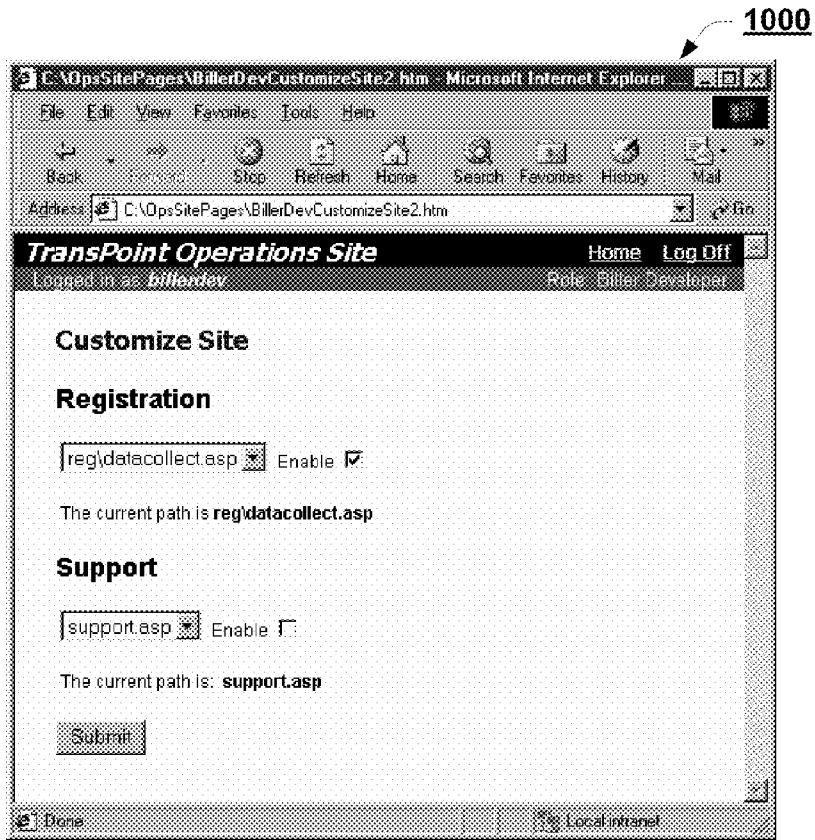 1000
C:\OpsSitePages\BillerDevCustomizeSite2.htm - Microsoft Internet Explorer
File Edit View Favorites Tools Help
Back Forward Stop Refresh Home Search Favorites History Mail »
Address C:\OpsSitePages\BillerDevCustomizeSite2.htm Go
TransPoint Operations Site Home Log Off
Logged in as billerdev Role: Biller Developer
Customize Site
Registration
reg\datacollect.asp Enable
The current path is reg\datacollect.asp
Support
support.asp Enable
The current path is: support.asp
Submit
Done Local intranet